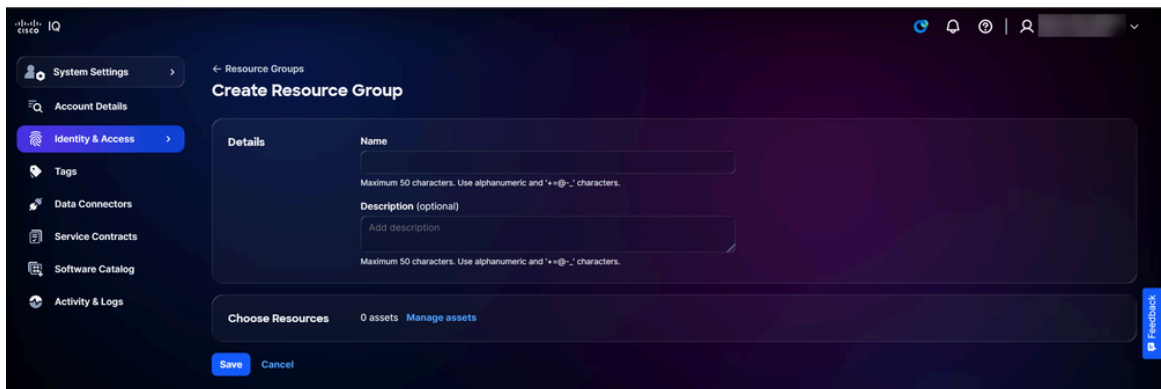 CISCO IQ
System Settings
Account Details
Identity & Access
Tags
Data Connectors
Service Contracts
Software Catalog
Activity & Logs
← Resource Groups
Create Resource Group
Details
Name
Maximum 50 characters. Use alphanumeric and '+=@-_' characters.
Description (optional)
Add description
Maximum 50 characters. Use alphanumeric and '+=@-_' characters.
Choose Resources
0 assets Manage assets
Save Cancel
Feedback